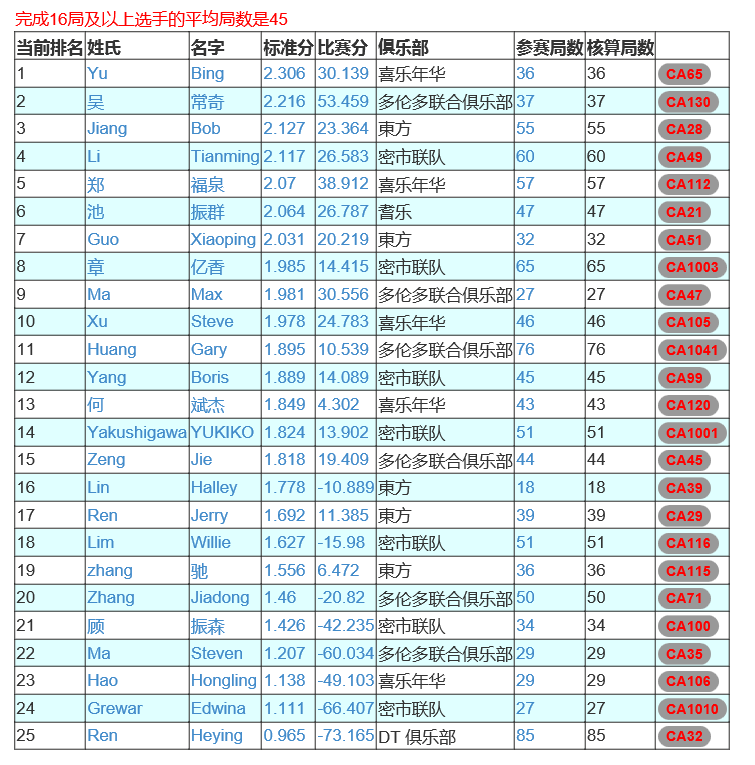 完成16局及以上选手的平均局数是45
当前排名 姓氏 名字 标准分 比赛分 俱乐部 参赛局数 核算局数
1 Yu Bing 2.306 30.139 喜乐年华 36 36 CA65
2 吴 常奇 2.216 53.459 多伦多联合俱乐部 37 37 CA130
3 Jiang Bob 2.127 23.364 東方 55 55 CA28
4 Li Tianming 2.117 26.583 密市联队 60 60 CA49
5 郑 福泉 2.07 38.912 喜乐年华 57 57 CA112
6 池 振群 2.064 26.787 耆乐 47 47 CA21
7 Guo Xiaoping 2.031 20.219 東方 32 32 CA51
8 章 亿香 1.985 14.415 密市联队 65 65 CA1003
9 Ma Max 1.981 30.556 多伦多联合俱乐部 27 27 CA47
10 Xu Steve 1.978 24.783 喜乐年华 46 46 CA105
11 Huang Gary 1.895 10.539 多伦多联合俱乐部 76 76 CA1041
12 Yang Boris 1.889 14.089 密市联队 45 45 CA99
13 何 斌杰 1.849 4.302 喜乐年华 43 43 CA120
14 Yakushigawa YUKIKO 1.824 13.902 密市联队 51 51 CA1001
15 Zeng Jie 1.818 19.409 多伦多联合俱乐部 44 44 CA45
16 Lin Halley 1.778 -10.889 東方 18 18 CA39
17 Ren Jerry 1.692 11.385 東方 39 39 CA29
18 Lim Willie 1.627 -15.98 密市联队 51 51 CA116
19 zhang 驰 1.556 6.472 東方 36 36 CA115
20 Zhang Jiadong 1.46 -20.82 多伦多联合俱乐部 50 50 CA71
21 顾 振森 1.426 -42.235 密市联队 34 34 CA100
22 Ma Steven 1.207 -60.034 多伦多联合俱乐部 29 29 CA35
23 Hao Hongling 1.138 -49.103 喜乐年华 29 29 CA106
24 Grewar Edwina 1.111 -66.407 密市联队 27 27 CA1010
25 Ren Heying 0.965 -73.165 DT 俱乐部 85 85 CA32